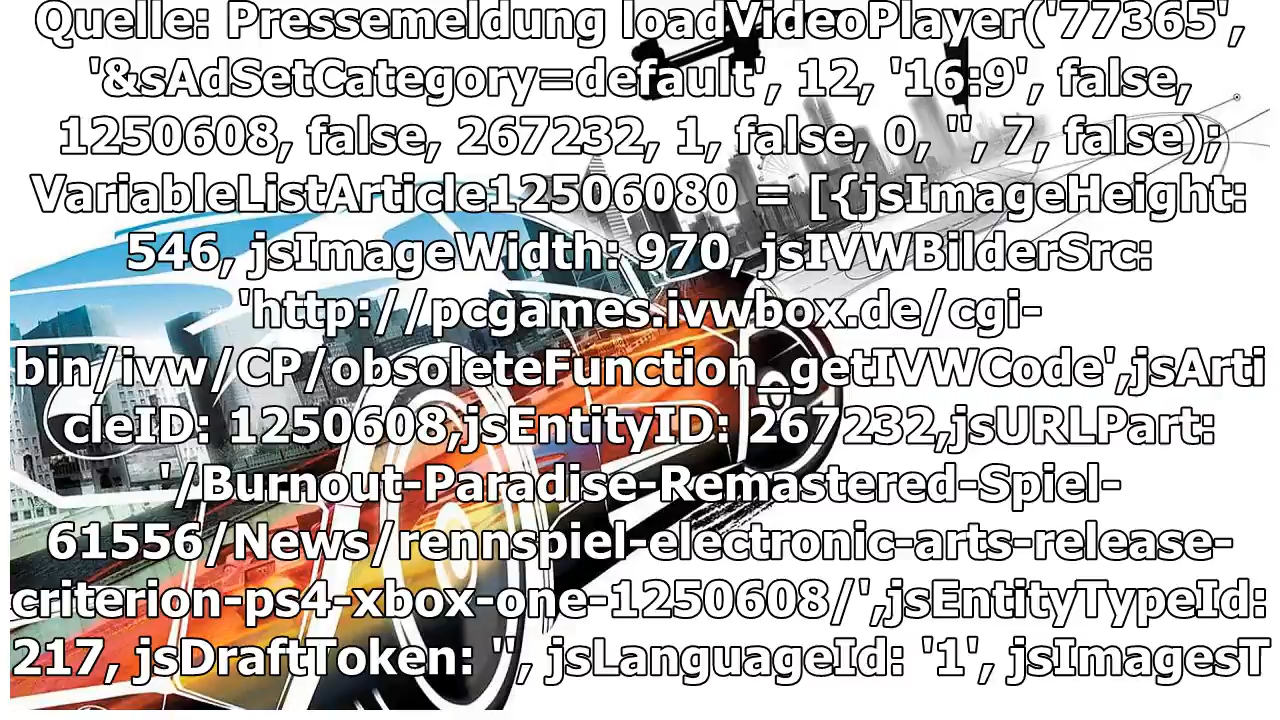 Quelle: Pressemeldung loadVideoPlayer('77365',
'&sAdSetCategory=default', 12, '16:9', false,
1250608, false, 267232, 1, false, 0, '', 7, false);
VariableListArticle12506080 = [{jsImageHeight:
546, jsImageWidth: 970, jsIVWBilderSrc:
'http://pcgames.ivwbox.de/cgi-
bin/ivw/CP/obsoleteFunction_getIVWCode',jsArti
cleID: 1250608,jsEntityID: 267232,jsURLPart:
'/Burnout-Paradise-Remastered-Spiel-
61556/News/rennspiel-electronic-arts-release-
criterion-ps4-xbox-one-1250608/',jsEntityTypeId:
217, jsDraftToken: '', jsLanguageId: '1', jsImagesT